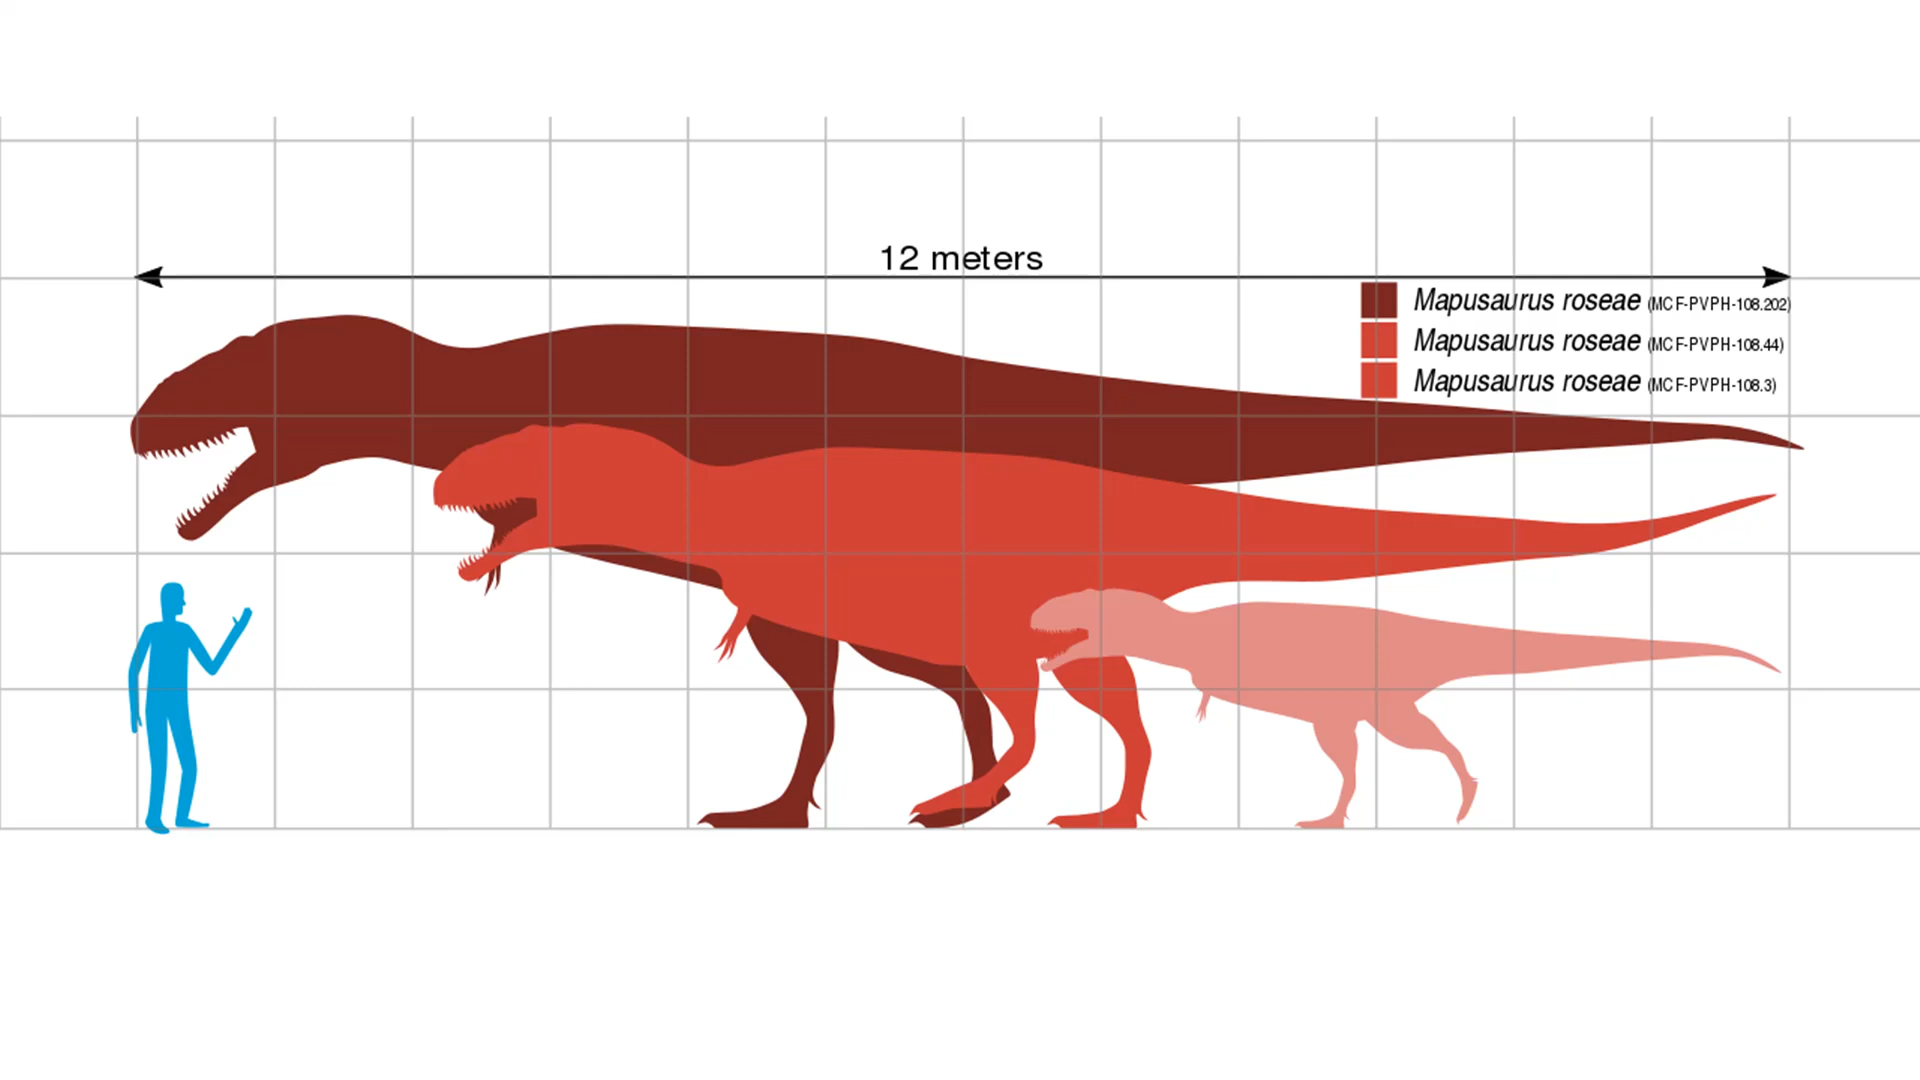 12 meters
Mapusaurus roseae (MCF-PVPH-108.202)
Mapusaurus roseae (MCF-PVPH-108.44)
Mapusaurus roseae (MCF-PVPH-108.3)